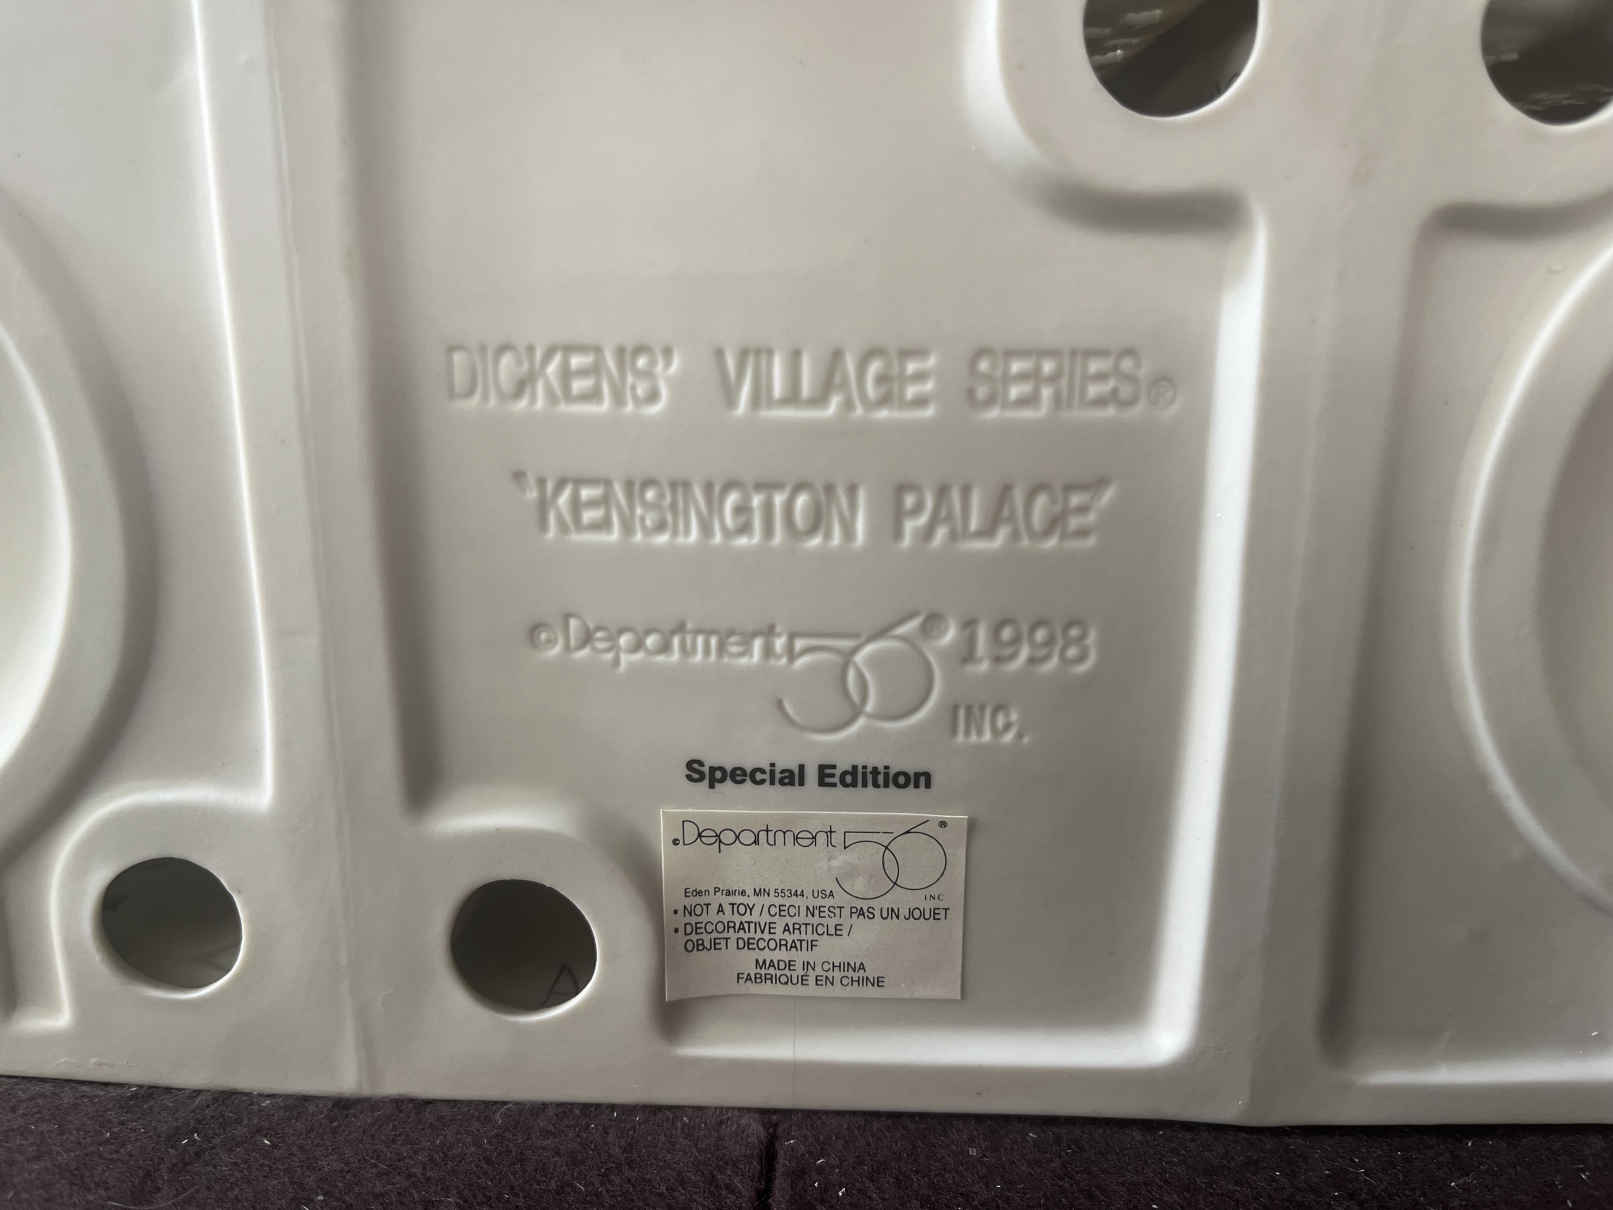 DICKENS' VILLAGE SERIES®
"KENSINGTON PALACE"
©Department 56® 1998
INC.
Special Edition
©Department 56®
INC
Eden Prairie, MN 55344, USA
• NOT A TOY / CECI N'EST PAS UN JOUET
• DECORATIVE ARTICLE /
OBJET DECORATIF
MADE IN CHINA
FABRIQUÉ EN CHINE
A